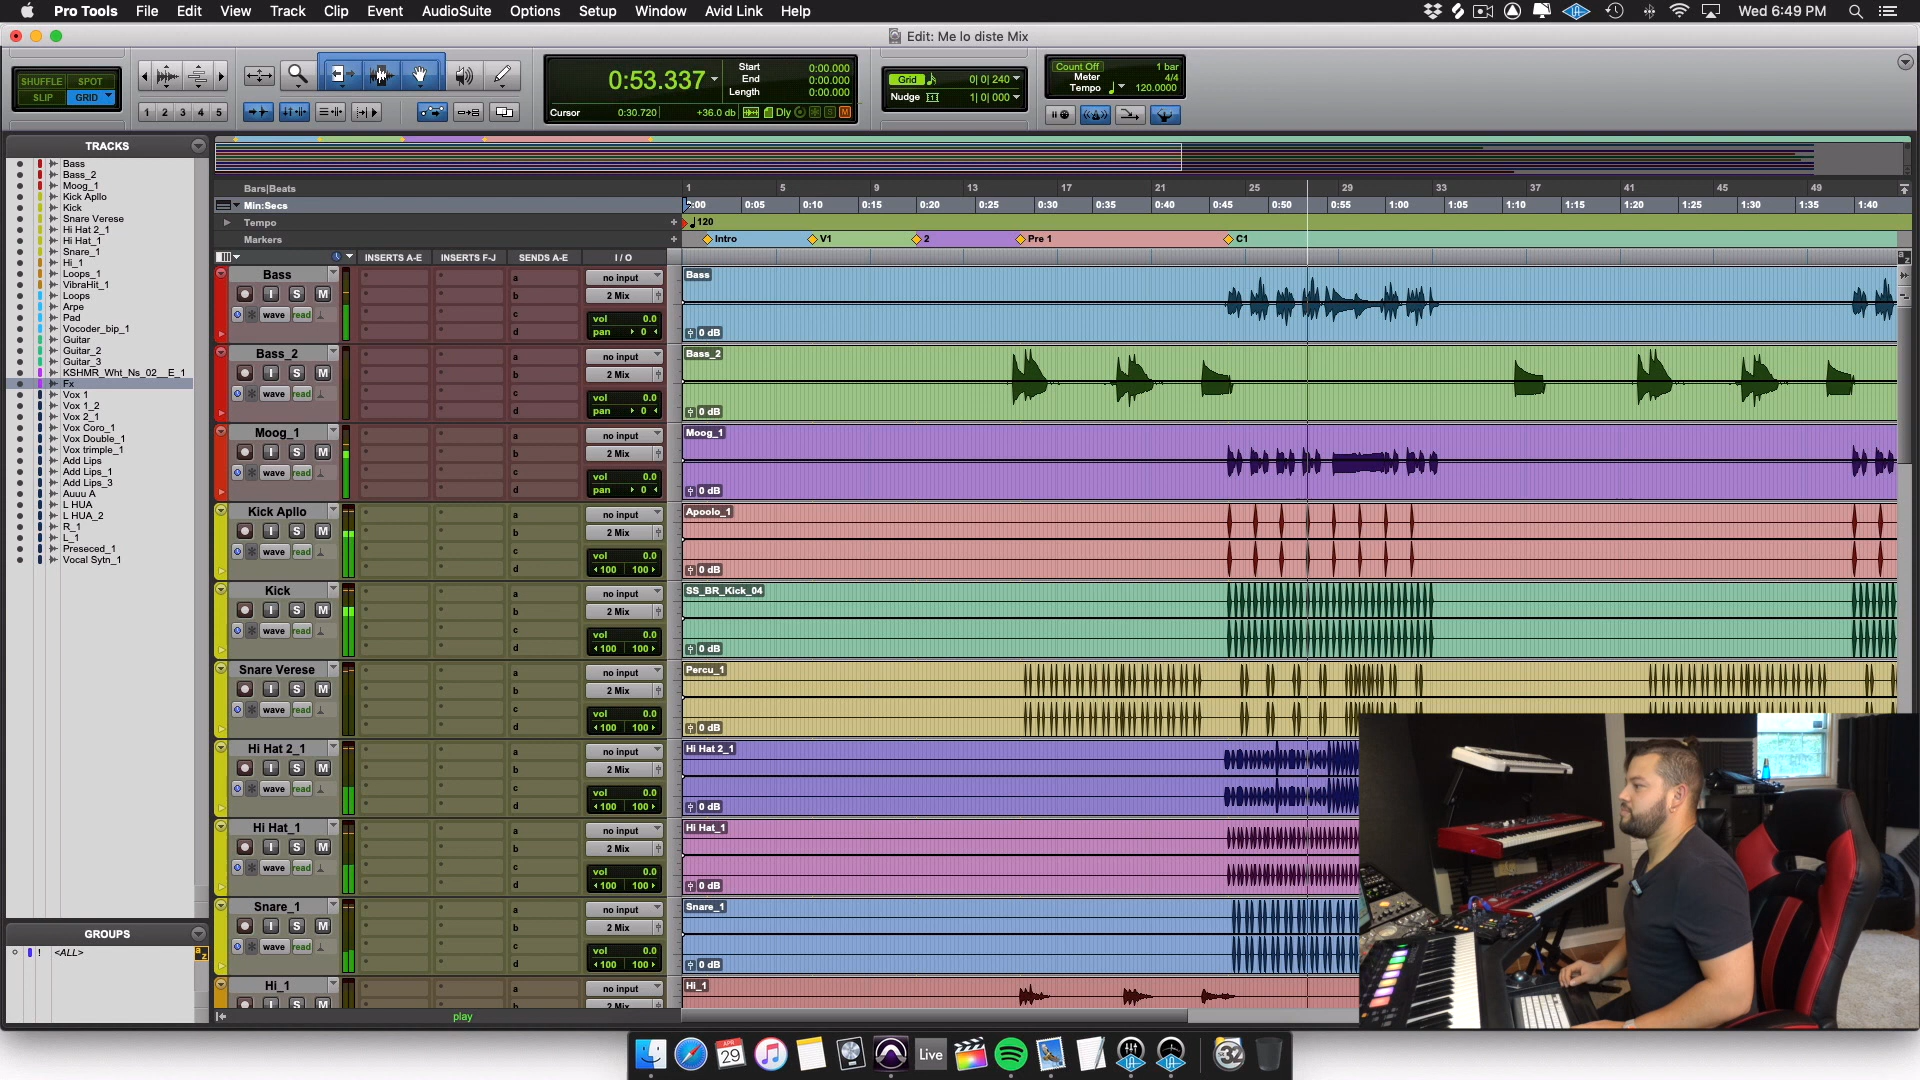 Pro Tools File Edit View Track Clip Event AudioSuite Options Setup Window Avid Link Help Wed 6:49 PM
Edit: Me lo diste Mix
SHUFFLE SPOT
SLIP GRID
1 2 3 4 5
0:53.337
Start 0:00.000
End 0:00.000
Length 0:00.000
Cursor 0:30.720 +36.0 db Dly S M
Grid 0| 0| 240
Nudge 1| 0| 000
Count Off 1 bar
Meter 4/4
Tempo 120.0000
TRACKS
Bass
Bass_2
Moog_1
Kick Apllo
Kick
Snare Verese
Hi Hat 2_1
Hi Hat_1
Snare_1
Hi_1
Loops_1
VibraHit_1
Loops
Arpe
Pad
Vocoder_bip_1
Guitar
Guitar_2
Guitar_3
KSHMR_Wht_Ns_02__E_1
Fx
Vox 1
Vox 1_2
Vox 2_1
Vox Coro_1
Vox Double_1
Vox trimple_1
Add Lips
Add Lips_1
Add Lips_3
Auuu A
L HUA
L HUA_2
R_1
L_1
Preseced_1
Vocal Sytn_1
GROUPS
! <ALL> a z
Bars|Beats 1 5 9 13 17 21 25 29 33 37 41 45 49
Min:Secs 0:00 0:05 0:10 0:15 0:20 0:25 0:30 0:35 0:40 0:45 0:50 0:55 1:00 1:05 1:10 1:15 1:20 1:25 1:30 1:35 1:40
Tempo + 120
Markers + Intro V1 2 Pre 1 C1
INSERTS A-E INSERTS F-J SENDS A-E I / O
Bass a no input Bass
I S M b 2 Mix
wave read c vol 0.0
d pan 0 0 dB
Bass_2 a no input Bass_2
I S M b 2 Mix
wave read c vol 0.0
d pan 0 0 dB
Moog_1 a no input Moog_1
I S M b 2 Mix
wave read c vol 0.0
d pan 0 0 dB
Kick Apllo a no input Apoolo_1
I S M b 2 Mix
wave read c vol 0.0
d 100 100 0 dB
Kick a no input SS_BR_Kick_04
I S M b 2 Mix
wave read c vol 0.0
d 100 100 0 dB
Snare Verese a no input Percu_1
I S M b 2 Mix
wave read c vol 0.0
d 100 100 0 dB
Hi Hat 2_1 a no input Hi Hat 2_1
I S M b 2 Mix
wave read c vol 0.0
d 100 100 0 dB
Hi Hat_1 a no input Hi Hat_1
I S M b 2 Mix
wave read c vol 0.0
d 100 100 0 dB
Snare_1 a no input Snare_1
I S M b 2 Mix
wave read c vol 0.0
d 100 100 0 dB
Hi_1 a no input Hi_1
I S M b 2 Mix
play
APR 29 Live 32